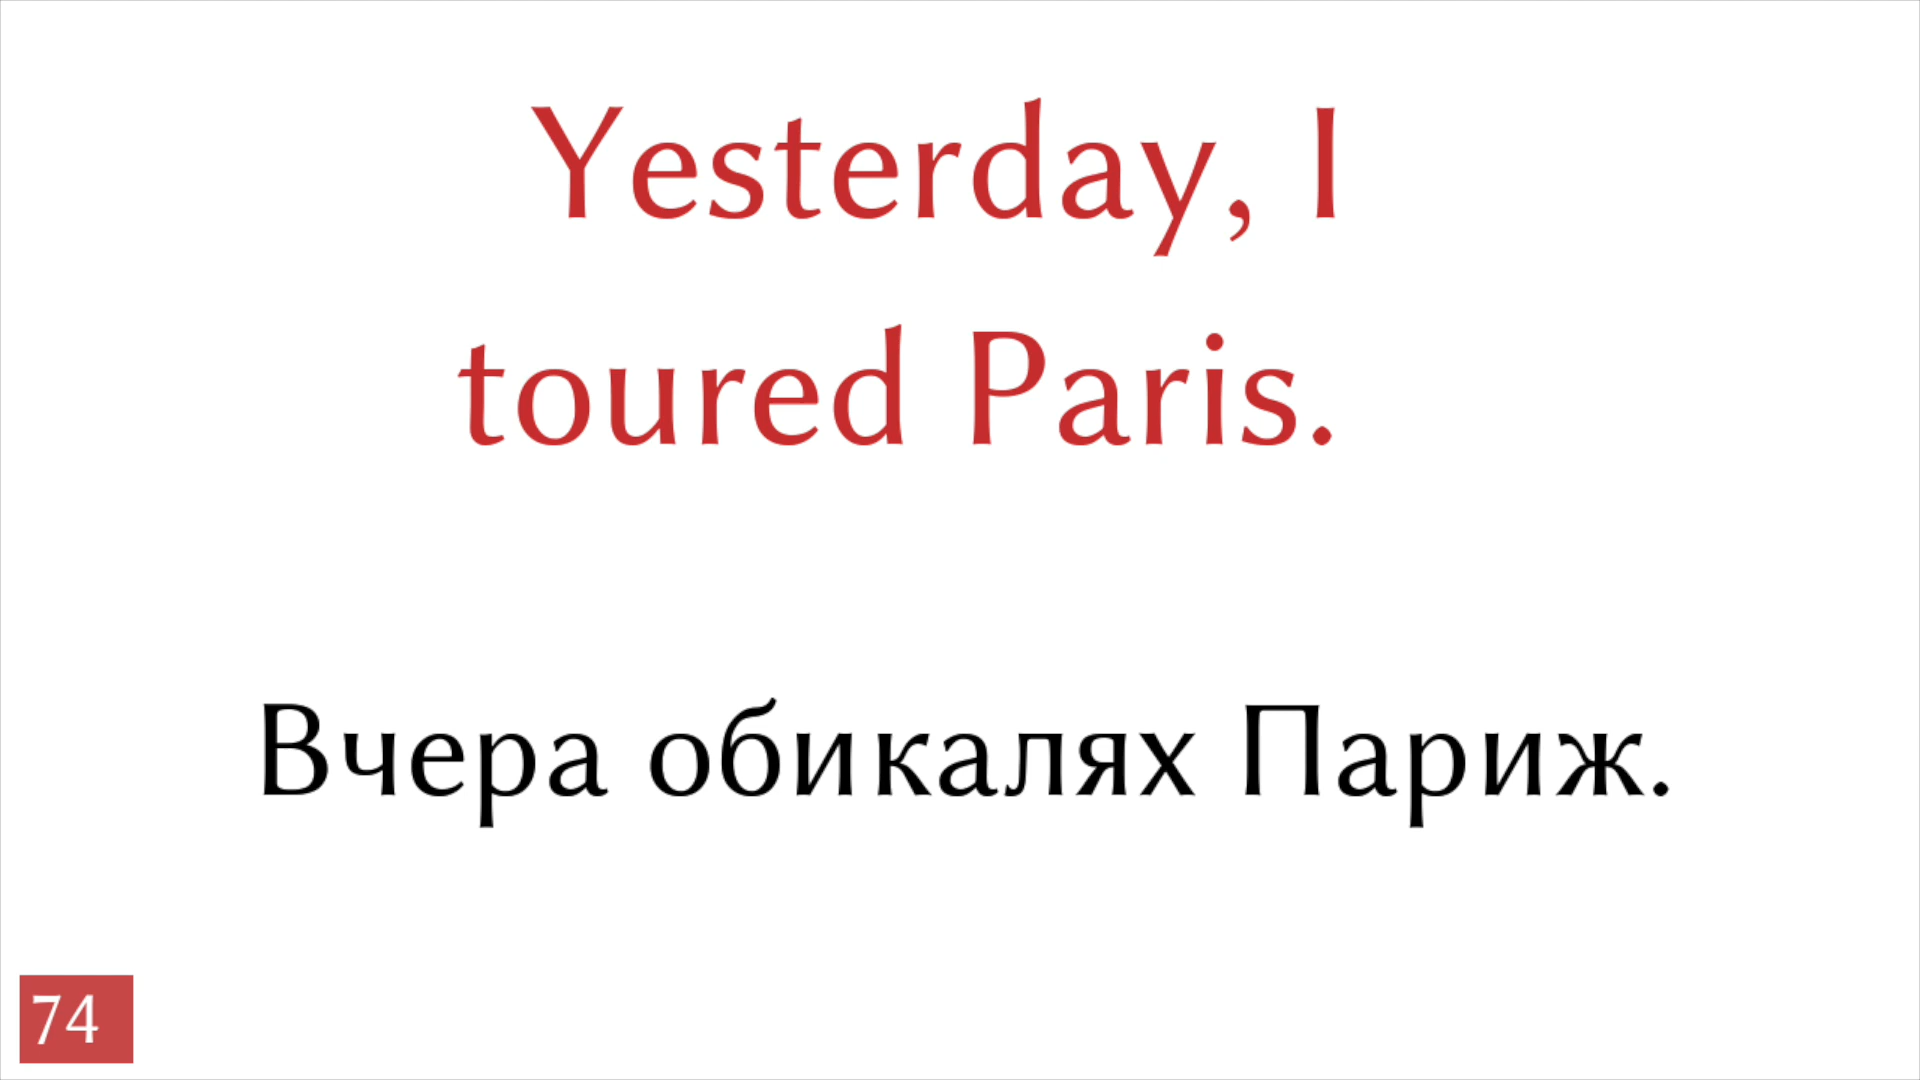 Yesterday, I
toured Paris.
Вчера обикалях Париж.
74